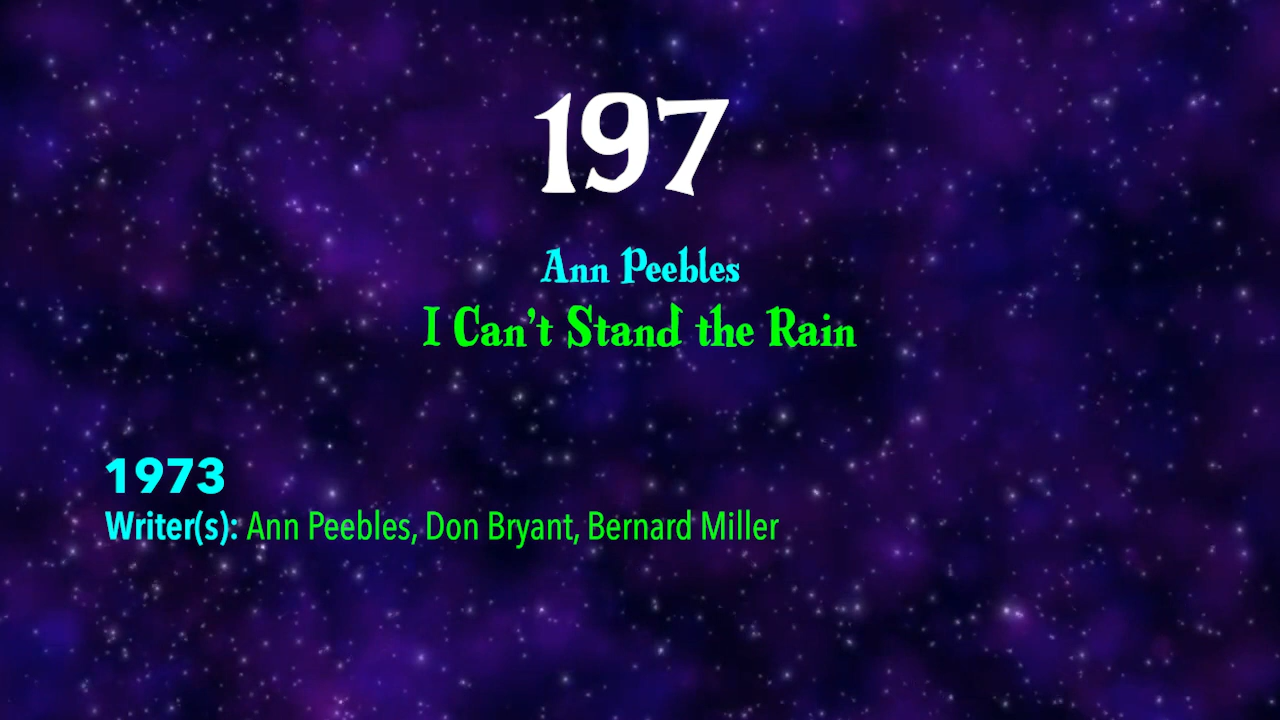 197
Ann Peebles
I Can't Stand the Rain
1973
Writer(s): Ann Peebles, Don Bryant, Bernard Miller